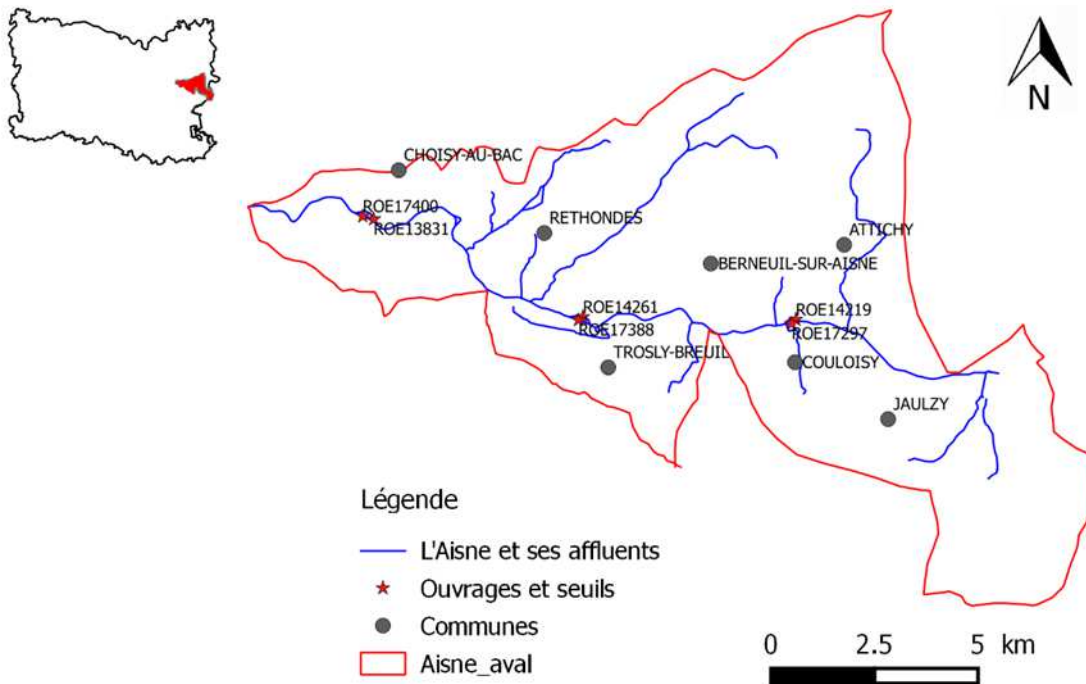 N
CHOISY-AU-BAC
ROE17400
ROE13831
RETHONDES
ATTICHY
BERNEUIL-SUR-AISNE
ROE14261
ROE17388
ROE14219
ROE17297
TROSLY-BREUIL
COULOISY
JAULZY
Légende
L'Aisne et ses affluents
Ouvrages et seuils
Communes
Aisne_aval
0 2.5 5 km